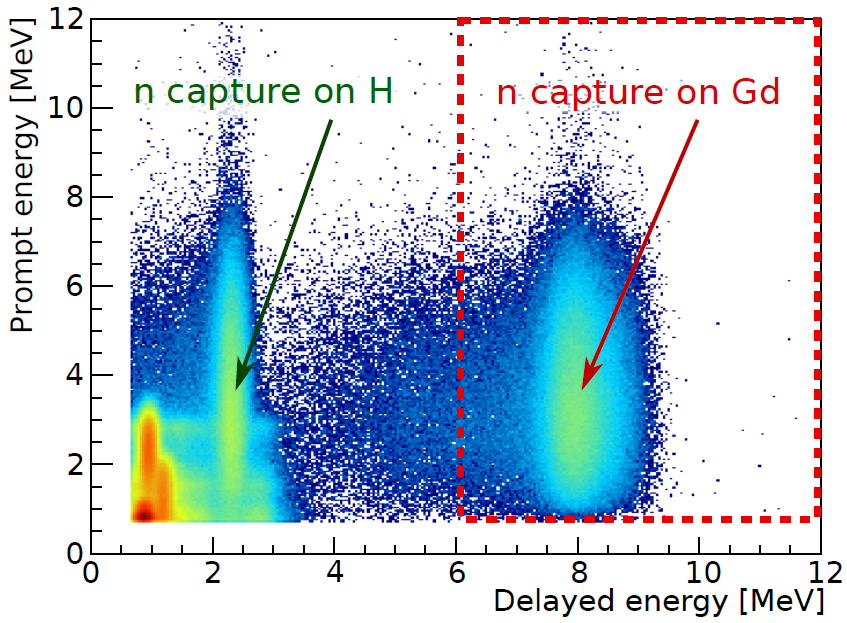 12
10
8
6
4
2
0
Prompt energy [MeV]
n capture on H
n capture on Gd
0 2 4 6 8 10 12
Delayed energy [MeV]